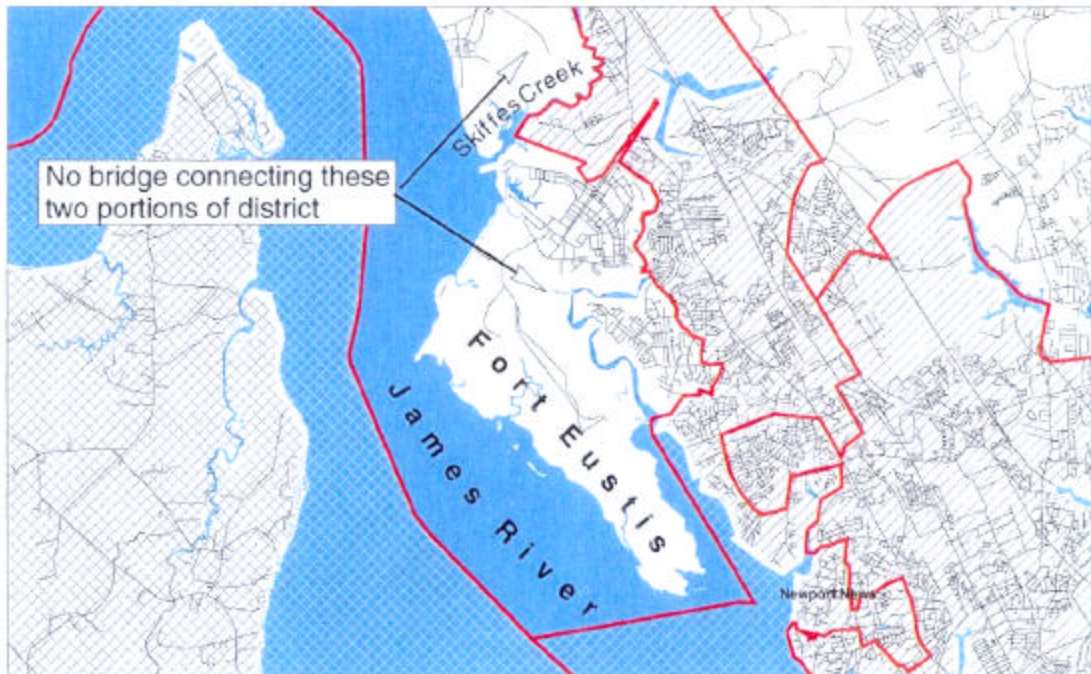 Skiffes Creek
No bridge connecting these
two portions of district
Fort Eustis
James River
Newport News